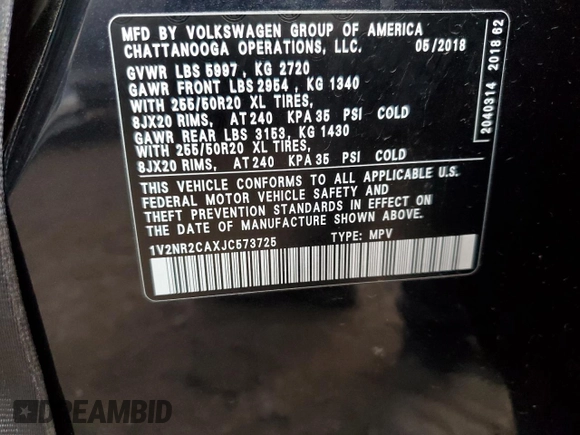 MFD BY VOLKSWAGEN GROUP OF AMERICA
CHATTANOOGA OPERATIONS, LLC. 05/2018
GVWR LBS 5997 , KG 2720
GAWR FRONT LBS 2954 , KG 1340
WITH 255/50R20 XL TIRES,
8JX20 RIMS, AT 240 KPA 35 PSI COLD
GAWR REAR LBS 3153, KG 1430
WITH 255/50R20 XL TIRES,
8JX20 RIMS, AT 240 KPA 35 PSI COLD
THIS VEHICLE CONFORMS TO ALL APPLICABLE U.S.
FEDERAL MOTOR VEHICLE SAFETY AND
THEFT PREVENTION STANDARDS IN EFFECT ON
THE DATE OF MANUFACTURE SHOWN ABOVE.
1V2NR2CAXJC573725 TYPE: MPV
2040314 2018 62
DREAMBID